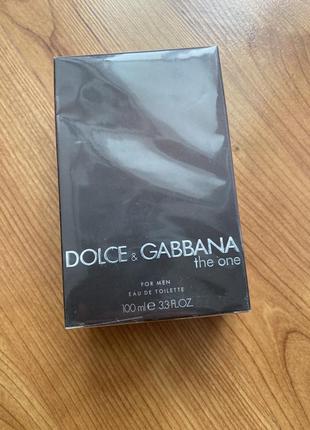 DOLCE & GABBANA
the one
FOR MEN
EAU DE TOILETTE
100 ml e 3.3 FL.OZ.